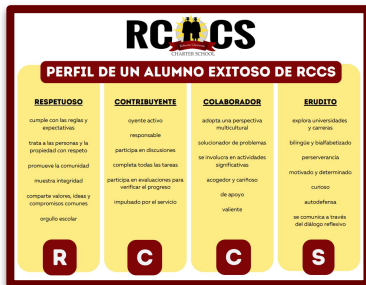 RCCS
CHARTER SCHOOL
PERFIL DE UN ALUMNO EXITOSO DE RCCS
RESPETUOSO
cumple con las reglas y
expectativas
trata a las personas y la
propiedad con respeto
promueve la comunidad
muestra integridad
comparte valores, ideas y
compromisos comunes
orgullo escolar
R
CONTRIBUYENTE
oyente activo
responsable
participa en discusiones
completa todas las tareas
participa en evaluaciones para
verificar el progreso
impulsado por el servicio
C
COLABORADOR
adopta una perspectiva
multicultural
solucionador de problemas
se involucra en actividades
significativas
acogedor y cariñoso
de apoyo
valiente
C
ERUDITO
explora universidades
y carreras
bilingüe y bialfabetizado
perseverancia
motivado y determinado
curioso
autodefensa
se comunica a través
del diálogo reflexivo
S